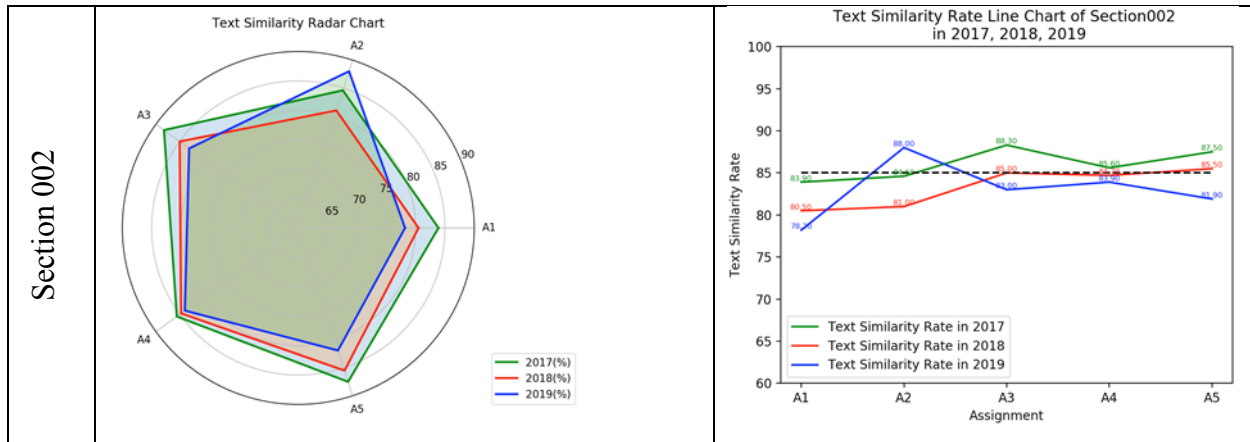 Section 002
Text Similarity Radar Chart
A2
A3
90
85
80
75
70
65
A1
A4
A5
2017(%)
2018(%)
2019(%)
Text Similarity Rate Line Chart of Section002
in 2017, 2018, 2019
100
95
90
85
80
75
70
65
60
Text Similarity Rate
88.30
88.00
87.50
85.60
85.50
85.00
83.90
83.90
83.00
81.90
81.00
80.50
78.20
Text Similarity Rate in 2017
Text Similarity Rate in 2018
Text Similarity Rate in 2019
A1 A2 A3 A4 A5
Assignment